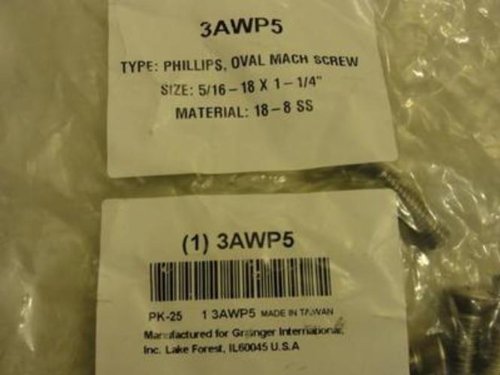 3AWP5
TYPE: PHILLIPS, OVAL MACH SCREW
SIZE: 5/16-18 X 1-1/4"
MATERIAL: 18-8 SS
(1) 3AWP5
PK-25 1 3AWP5 MADE IN TAIWAN
Manufactured for Grainger International,
Inc. Lake Forest, IL60045 U.S.A